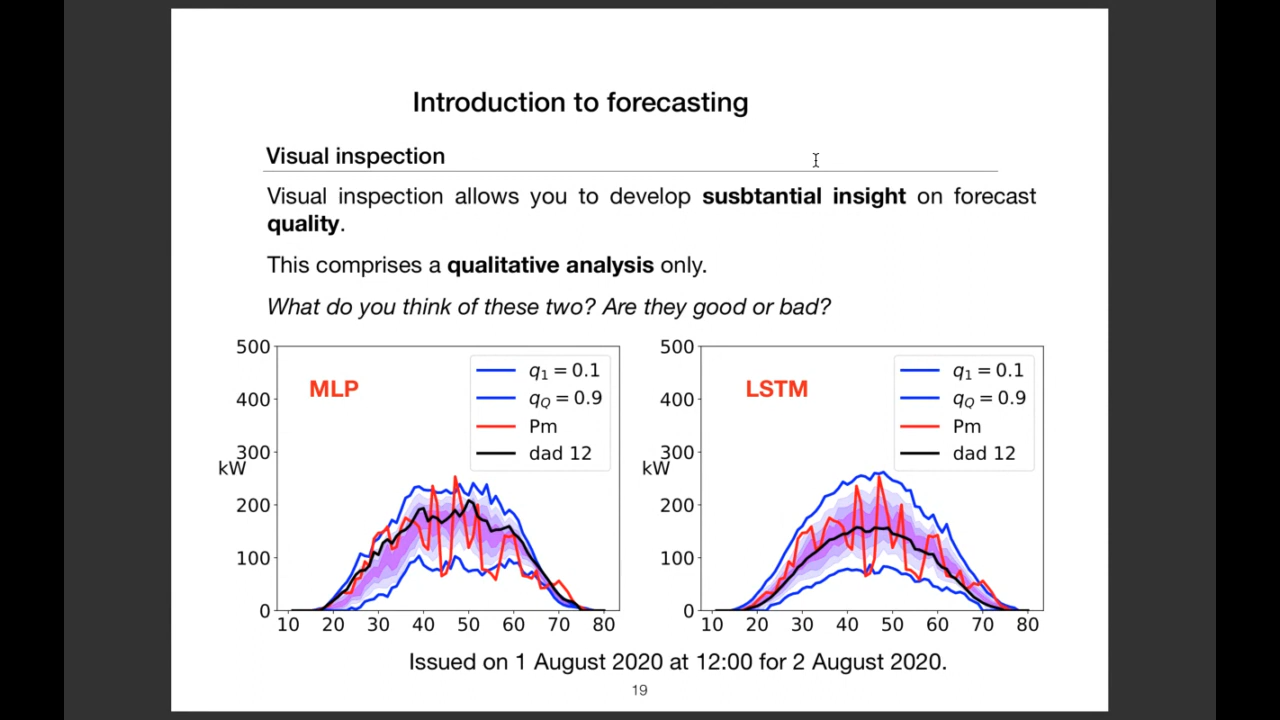 Introduction to forecasting
Visual inspection
Visual inspection allows you to develop susbtantial insight on forecast
quality.
This comprises a qualitative analysis only.
What do you think of these two? Are they good or bad?
500
400
300
200
100
0
kW
MLP
q1 = 0.1
qQ = 0.9
Pm
dad 12
10 20 30 40 50 60 70 80
500
400
300
200
100
0
kW
LSTM
q1 = 0.1
qQ = 0.9
Pm
dad 12
10 20 30 40 50 60 70 80
Issued on 1 August 2020 at 12:00 for 2 August 2020.
19